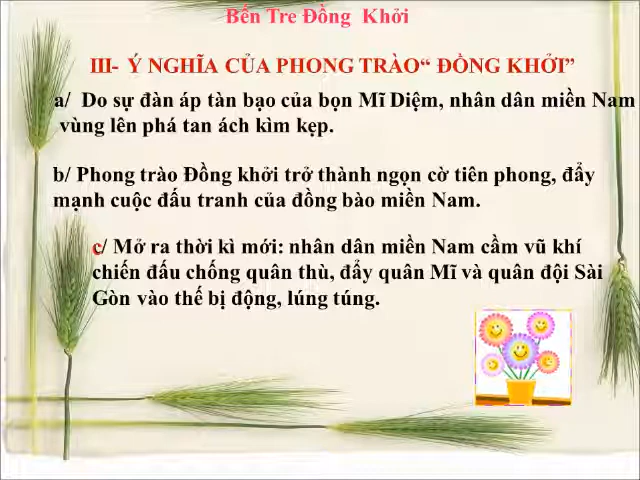 Bến Tre Đồng Khởi
III- Ý NGHĨA CỦA PHONG TRÀO“ ĐỒNG KHỞI”
a/ Do sự đàn áp tàn bạo của bọn Mĩ Diệm, nhân dân miền Nam
vùng lên phá tan ách kìm kẹp.
b/ Phong trào Đồng khởi trở thành ngọn cờ tiên phong, đẩy
mạnh cuộc đấu tranh của đồng bào miền Nam.
c/ Mở ra thời kì mới: nhân dân miền Nam cầm vũ khí
chiến đấu chống quân thù, đẩy quân Mĩ và quân đội Sài
Gòn vào thế bị động, lúng túng.